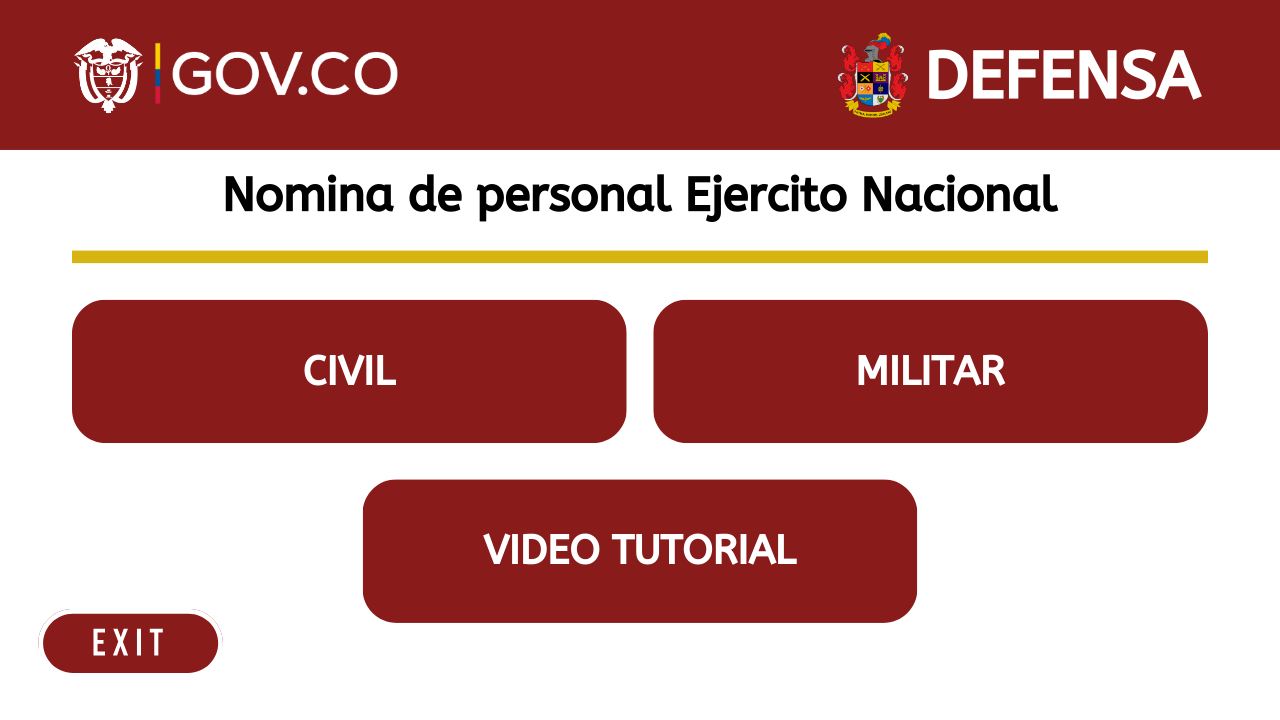 GOV.CO
DEFENSA
Nomina de personal Ejercito Nacional
CIVIL
MILITAR
VIDEO TUTORIAL
EXIT